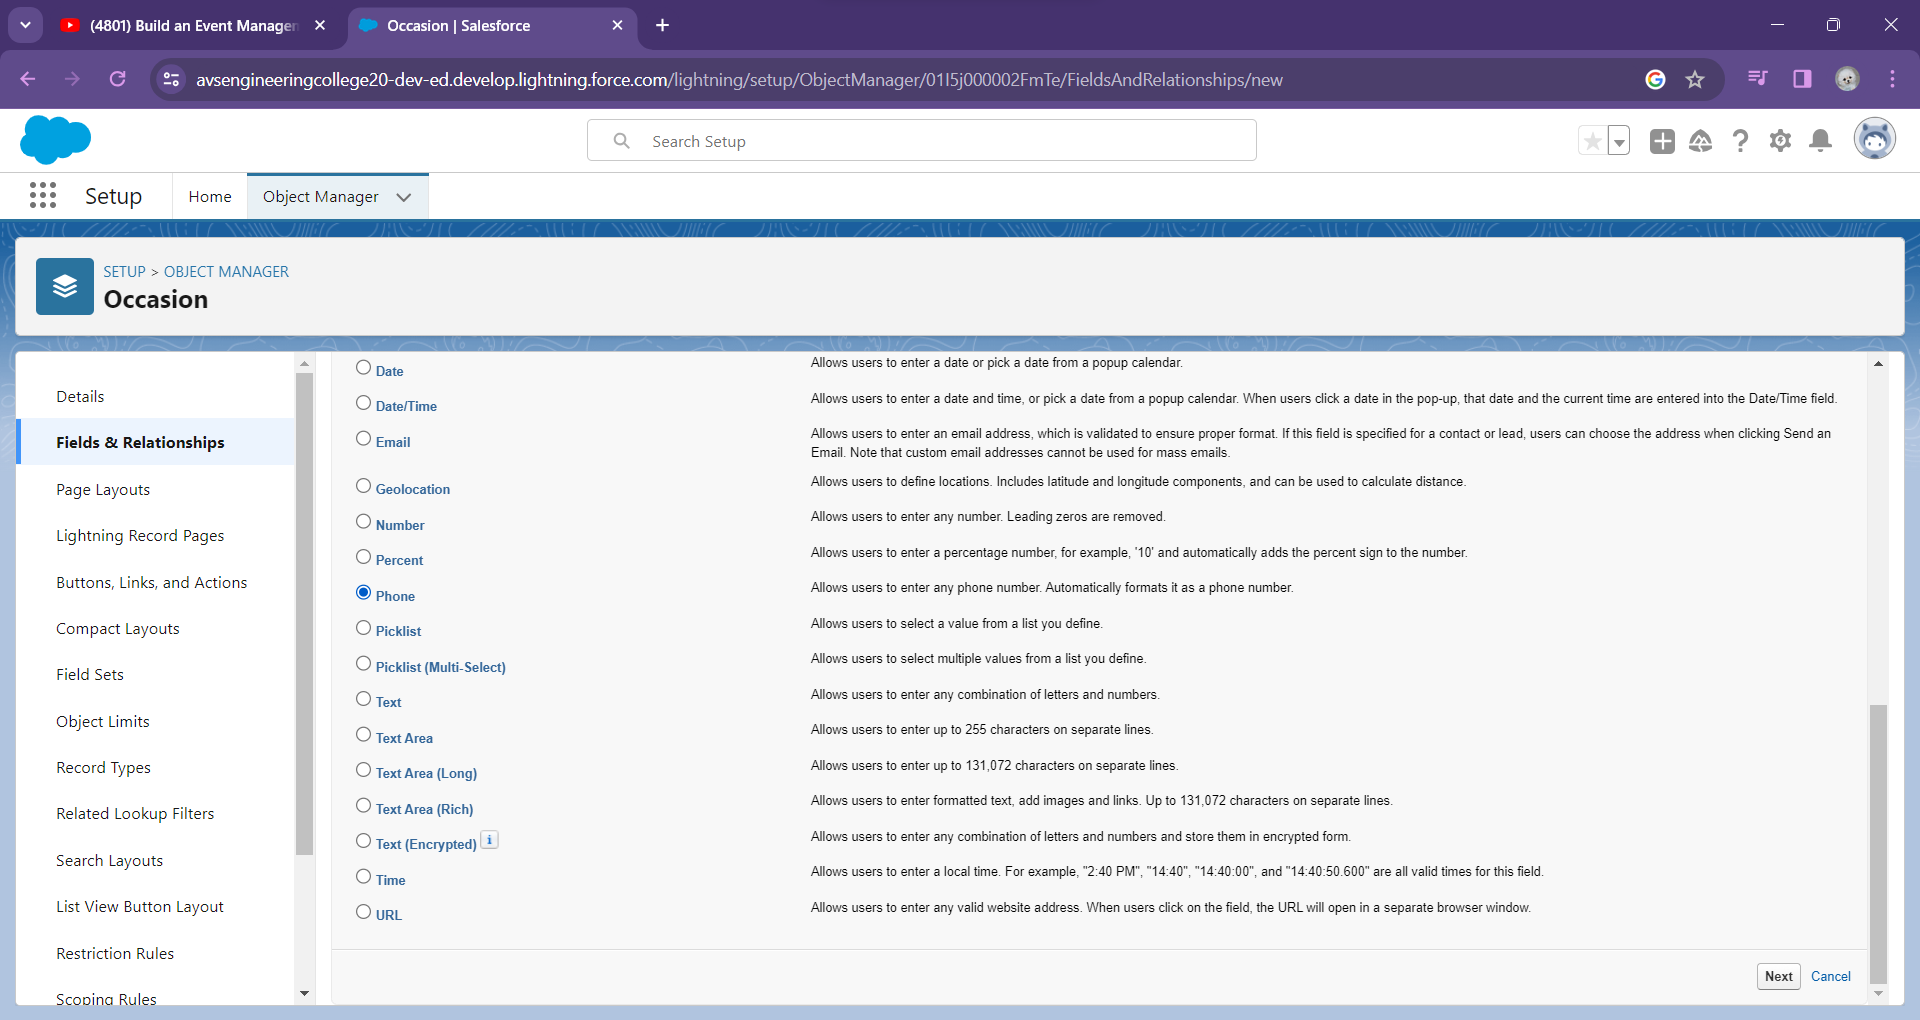 (4801) Build an Event Manager
Occasion | Salesforce
avsengineeringcollege20-dev-ed.develop.lightning.force.com/lightning/setup/ObjectManager/01I5j000002FmTe/FieldsAndRelationships/new
Search Setup
Setup
Home
Object Manager
SETUP > OBJECT MANAGER
Occasion
Details
Fields & Relationships
Page Layouts
Lightning Record Pages
Buttons, Links, and Actions
Compact Layouts
Field Sets
Object Limits
Record Types
Related Lookup Filters
Search Layouts
List View Button Layout
Restriction Rules
Scoping Rules
Date
Allows users to enter a date or pick a date from a popup calendar.
Date/Time
Allows users to enter a date and time, or pick a date from a popup calendar. When users click a date in the pop-up, that date and the current time are entered into the Date/Time field.
Email
Allows users to enter an email address, which is validated to ensure proper format. If this field is specified for a contact or lead, users can choose the address when clicking Send an
Email. Note that custom email addresses cannot be used for mass emails.
Geolocation
Allows users to define locations. Includes latitude and longitude components, and can be used to calculate distance.
Number
Allows users to enter any number. Leading zeros are removed.
Percent
Allows users to enter a percentage number, for example, '10' and automatically adds the percent sign to the number.
Phone
Allows users to enter any phone number. Automatically formats it as a phone number.
Picklist
Allows users to select a value from a list you define.
Picklist (Multi-Select)
Allows users to select multiple values from a list you define.
Text
Allows users to enter any combination of letters and numbers.
Text Area
Allows users to enter up to 255 characters on separate lines.
Text Area (Long)
Allows users to enter up to 131,072 characters on separate lines.
Text Area (Rich)
Allows users to enter formatted text, add images and links. Up to 131,072 characters on separate lines.
Text (Encrypted) i
Allows users to enter any combination of letters and numbers and store them in encrypted form.
Time
Allows users to enter a local time. For example, "2:40 PM", "14:40", "14:40:00", and "14:40:50.600" are all valid times for this field.
URL
Allows users to enter any valid website address. When users click on the field, the URL will open in a separate browser window.
Next
Cancel